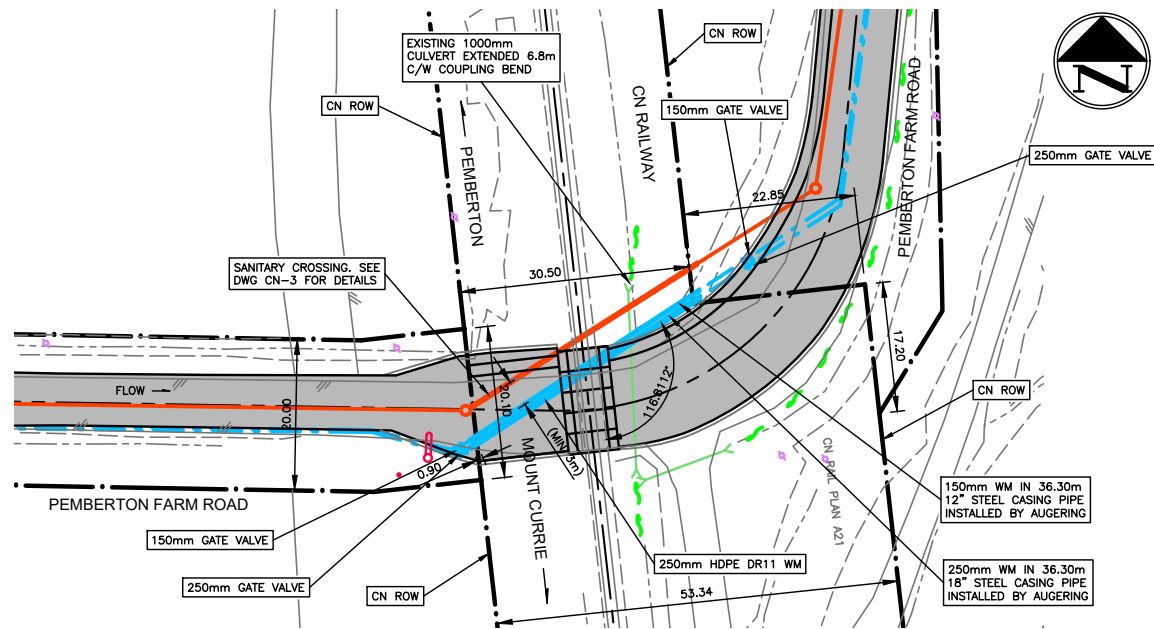 EXISTING 1000mm
CULVERT EXTENDED 6.8m
C/W COUPLING BEND
CN ROW
CN ROW
N
CN RAILWAY
150mm GATE VALVE
PEMBERTON FARM ROAD
250mm GATE VALVE
PEMBERTON
22.85
SANITARY CROSSING. SEE
DWG CN-3 FOR DETAILS
30.50
17.20
FLOW
20.00
20.10
116.8112°
CN ROW
(MIN 3m)
MOUNT CURRIE
0.90
CN RAIL PLAN A21
PEMBERTON FARM ROAD
150mm WM IN 36.30m
12" STEEL CASING PIPE
INSTALLED BY AUGERING
150mm GATE VALVE
250mm HDPE DR11 WM
250mm GATE VALVE
CN ROW
53.34
250mm WM IN 36.30m
18" STEEL CASING PIPE
INSTALLED BY AUGERING